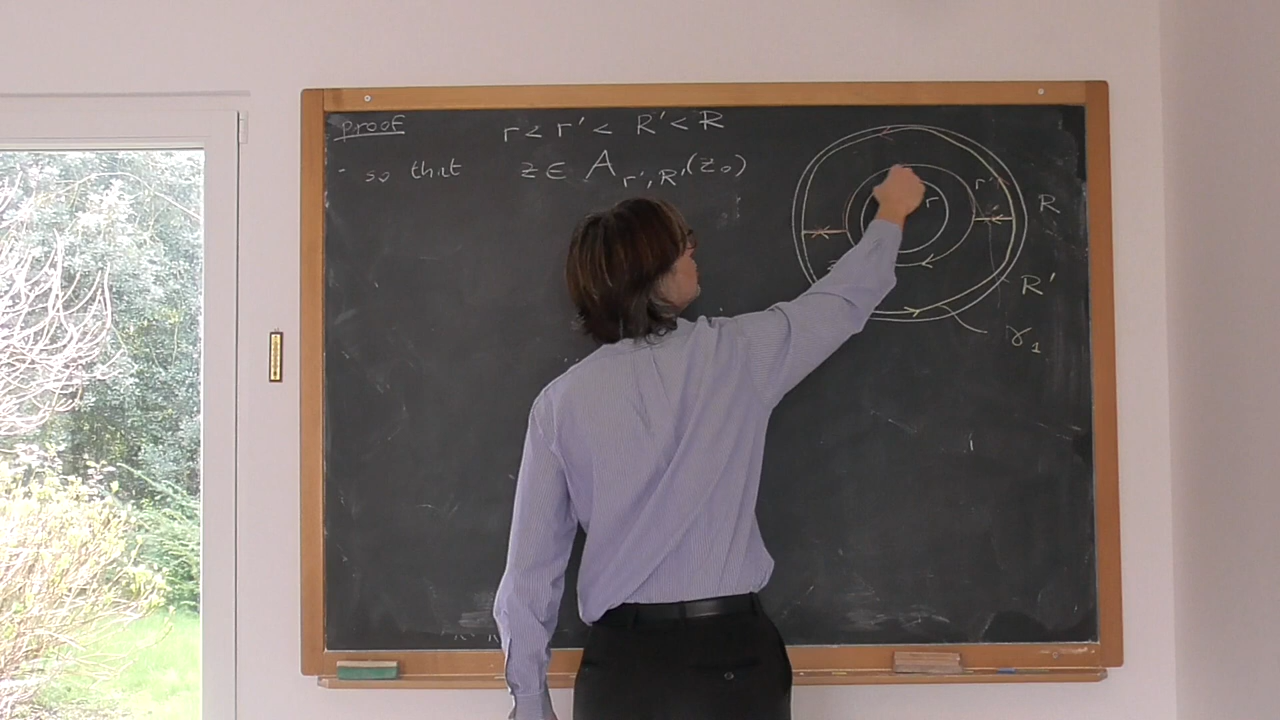 proof
r < r' < R' < R
- so that z ∈ A_{r', R'}(z_0)
r'
r
R
R'
γ_1